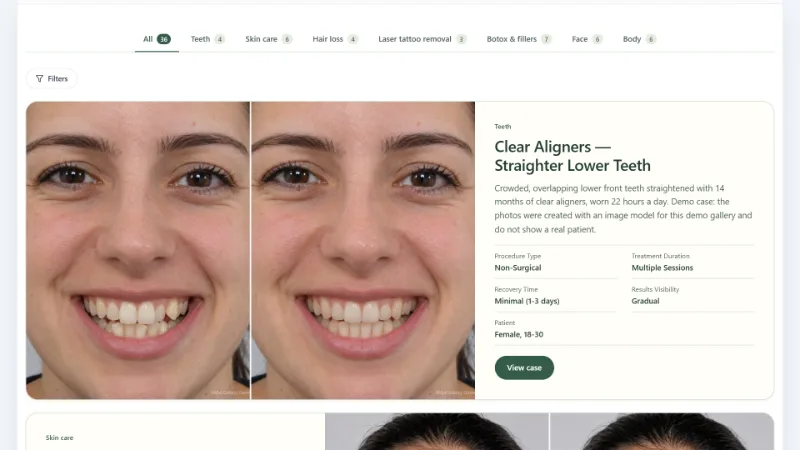 All 36
Teeth 4
Skin care 6
Hair loss 4
Laser tattoo removal 3
Botox & fillers 7
Face 6
Body 6
Filters
Teeth
Clear Aligners —
Straighter Lower Teeth
Crowded, overlapping lower front teeth straightened with 14
months of clear aligners, worn 22 hours a day. Demo case: the
photos were created with an image model for this demo gallery and
do not show a real patient.
Procedure Type
Non-Surgical
Treatment Duration
Multiple Sessions
Recovery Time
Minimal (1-3 days)
Results Visibility
Gradual
Patient
Female, 18-30
View case
Skin care